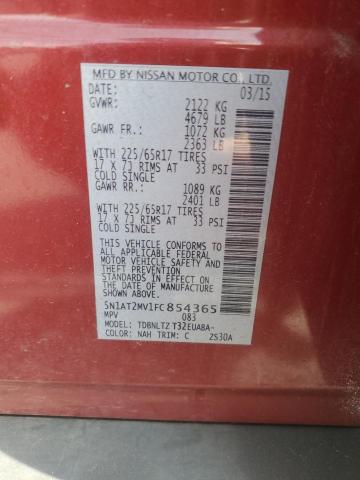 MFD BY NISSAN MOTOR CO., LTD.
DATE: 03/15
GVWR: 2122 KG
4679 LB
GAWR FR.: 1072 KG
2363 LB
WITH 225/65R17 TIRES
17 X 7J RIMS AT 33 PSI
COLD SINGLE
GAWR RR.: 1089 KG
2401 LB
WITH 225/65R17 TIRES
17 X 7J RIMS AT 33 PSI
COLD SINGLE
THIS VEHICLE CONFORMS TO
ALL APPLICABLE FEDERAL
MOTOR VEHICLE SAFETY AND
THEFT PREVENTION
STANDARDS IN EFFECT ON
THE DATE OF MANUFACTURE
SHOWN ABOVE.
5N1AT2MV1FC854365
MPV 083
MODEL: TDBNLTZ T32EUA8A-
COLOR: NAH TRIM: C ZS30A